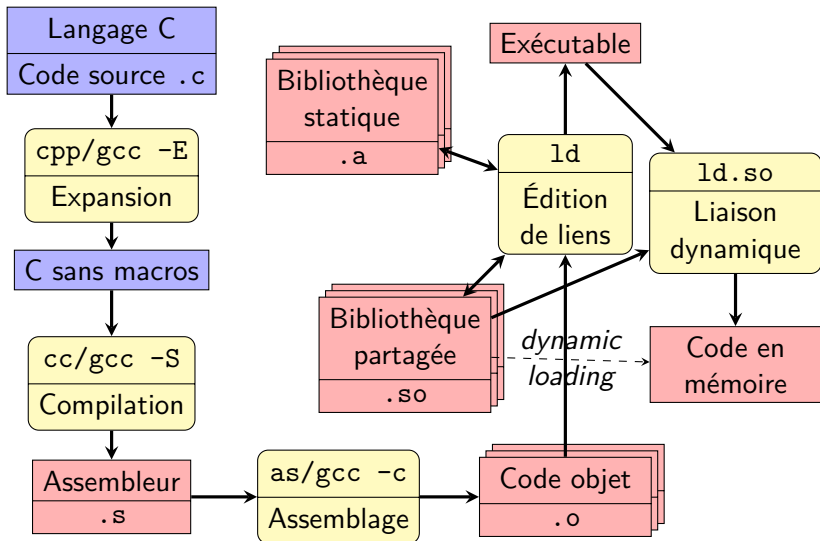 Langage C
Code source .c
cpp/gcc -E
Expansion
C sans macros
cc/gcc -S
Compilation
Assembleur
.s
as/gcc -c
Assemblage
Code objet
.o
Bibliothèque
statique
.a
Exécutable
ld
Édition
de liens
ld.so
Liaison
dynamique
Bibliothèque
partagée
.so
dynamic
loading
Code en
mémoire